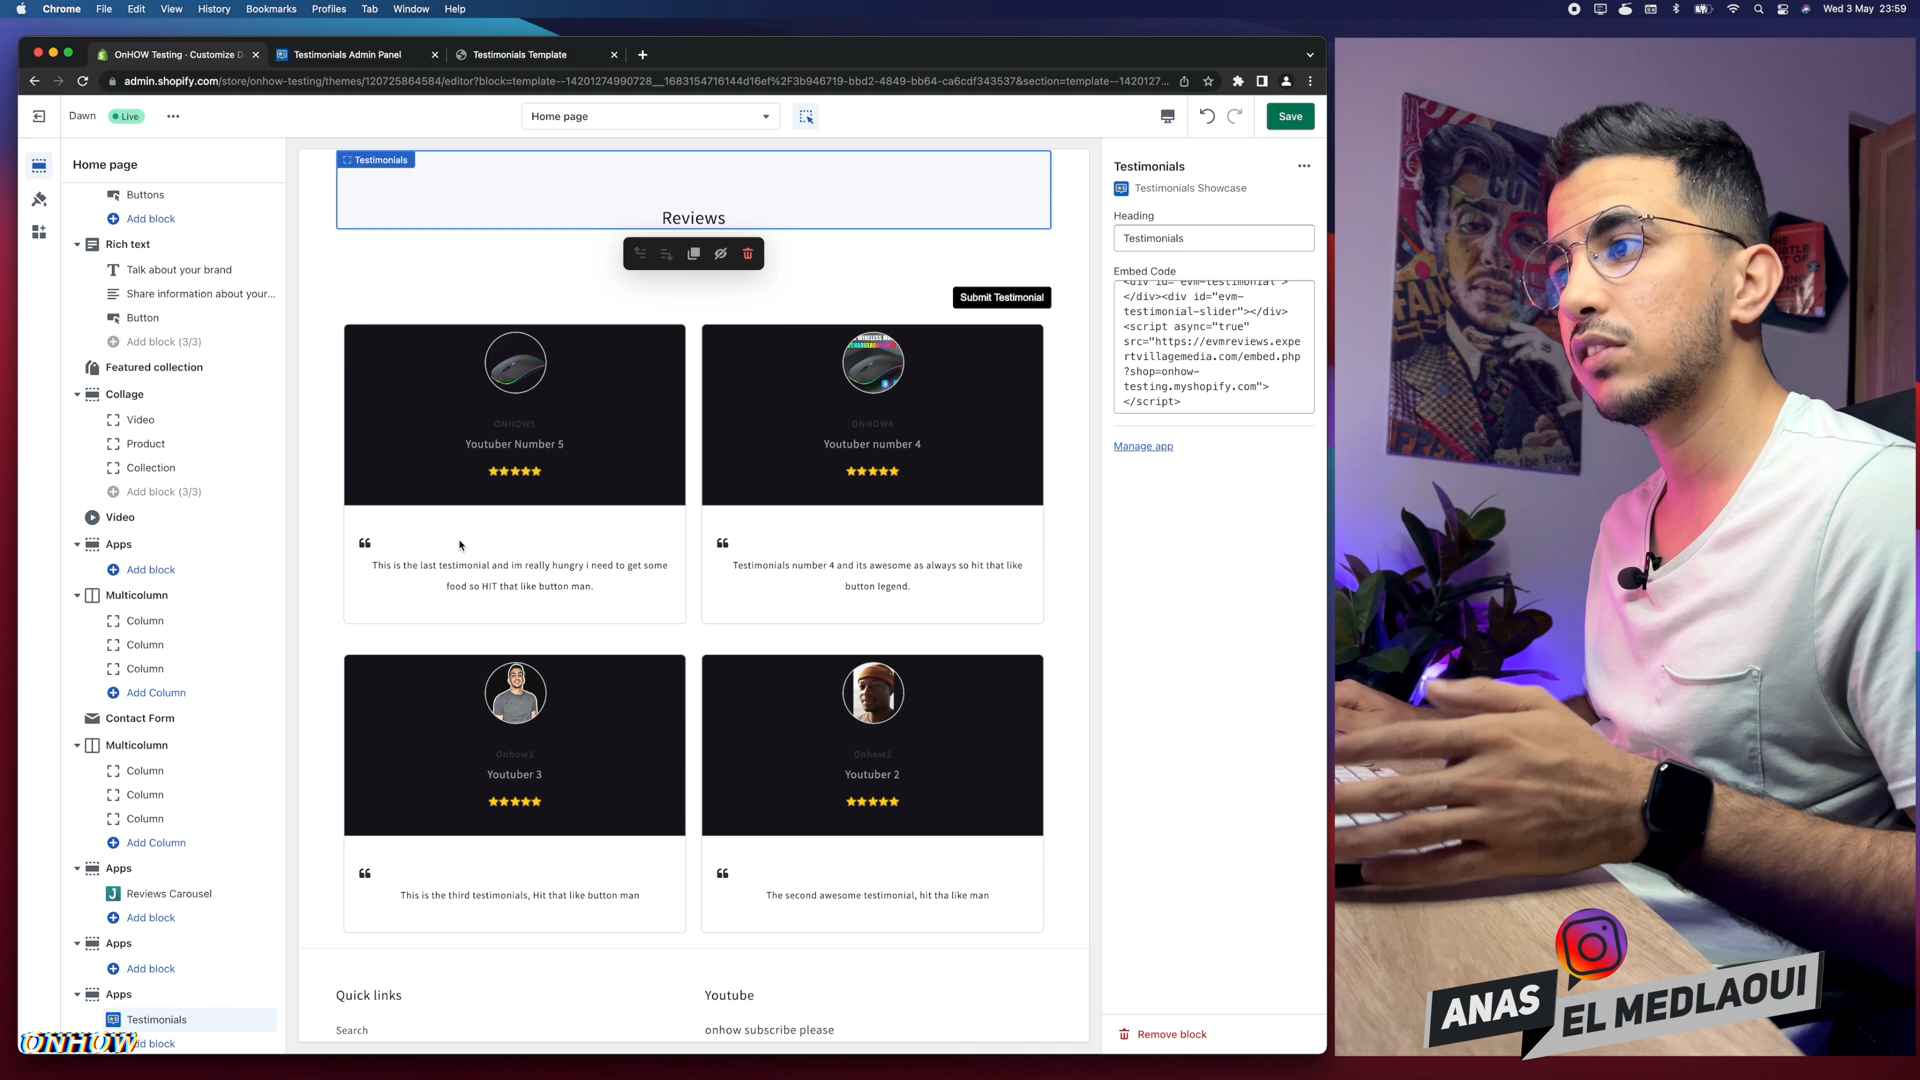 Chrome File Edit View History Bookmarks Profiles Tab Window Help
Wed 3 May 23:59
OnHOW Testing · Customize D
Testimonials Admin Panel
Testimonials Template
admin.shopify.com/store/onhow-testing/themes/120725864584/editor?block=template--14201274990728__1683154716144d16ef%2F3b946719-bbd2-4849-bb64-ca6cdf343537&section=template--1420127...
Dawn
Live
Home page
Save
Home page
Buttons
Add block
Rich text
Talk about your brand
Share information about your...
Button
Add block (3/3)
Featured collection
Collage
Video
Product
Collection
Add block (3/3)
Video
Apps
Add block
Multicolumn
Column
Column
Column
Add Column
Contact Form
Multicolumn
Column
Column
Column
Add Column
Apps
Reviews Carousel
Add block
Apps
Add block
Apps
Testimonials
dd block
ONHOW
Testimonials
Reviews
Submit Testimonial
ONHOW5
Youtuber Number 5
This is the last testimonial and im really hungry i need to get some
food so HIT that like button man.
ONHOW4
Youtuber number 4
Testimonials number 4 and its awesome as always so hit that like
button legend.
Onhow3
Youtuber 3
This is the third testimonials, Hit that like button man
Onhow2
Youtuber 2
The second awesome testimonial, hit tha like man
Quick links
Search
Youtube
onhow subscribe please
Testimonials
Testimonials Showcase
Heading
Testimonials
Embed Code
<div id="evm-testimonial">
</div><div id="evm-
testimonial-slider"></div>
<script async="true"
src="https://evmreviews.expe
rtvillagemedia.com/embed.php
?shop=onhow-
testing.myshopify.com">
</script>
Manage app
Remove block
ANAS
EL MEDLAOUI